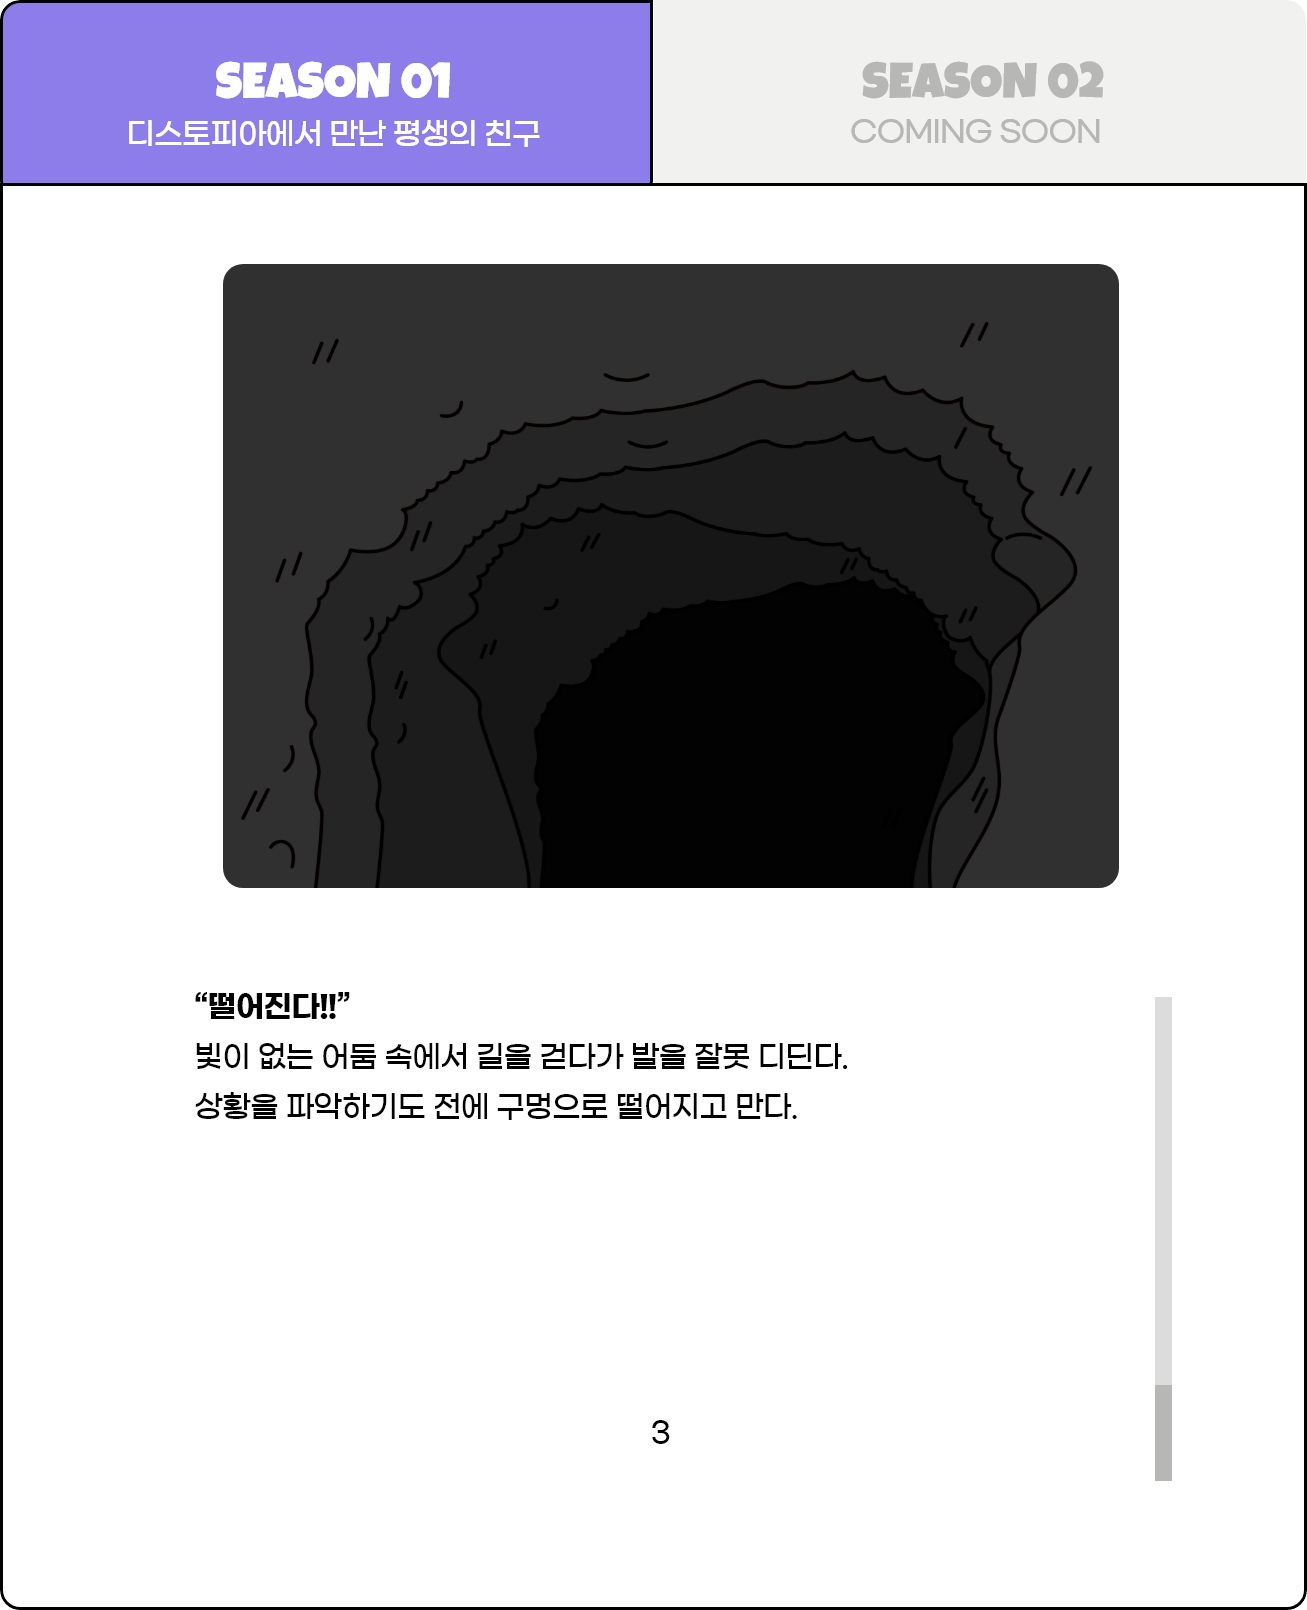 SEASON 01
디스토피아에서 만난 평생의 친구
SEASON 02
COMING SOON
“떨어진다!!”
빛이 없는 어둠 속에서 길을 걷다가 발을 잘못 디딘다.
상황을 파악하기도 전에 구멍으로 떨어지고 만다.
3